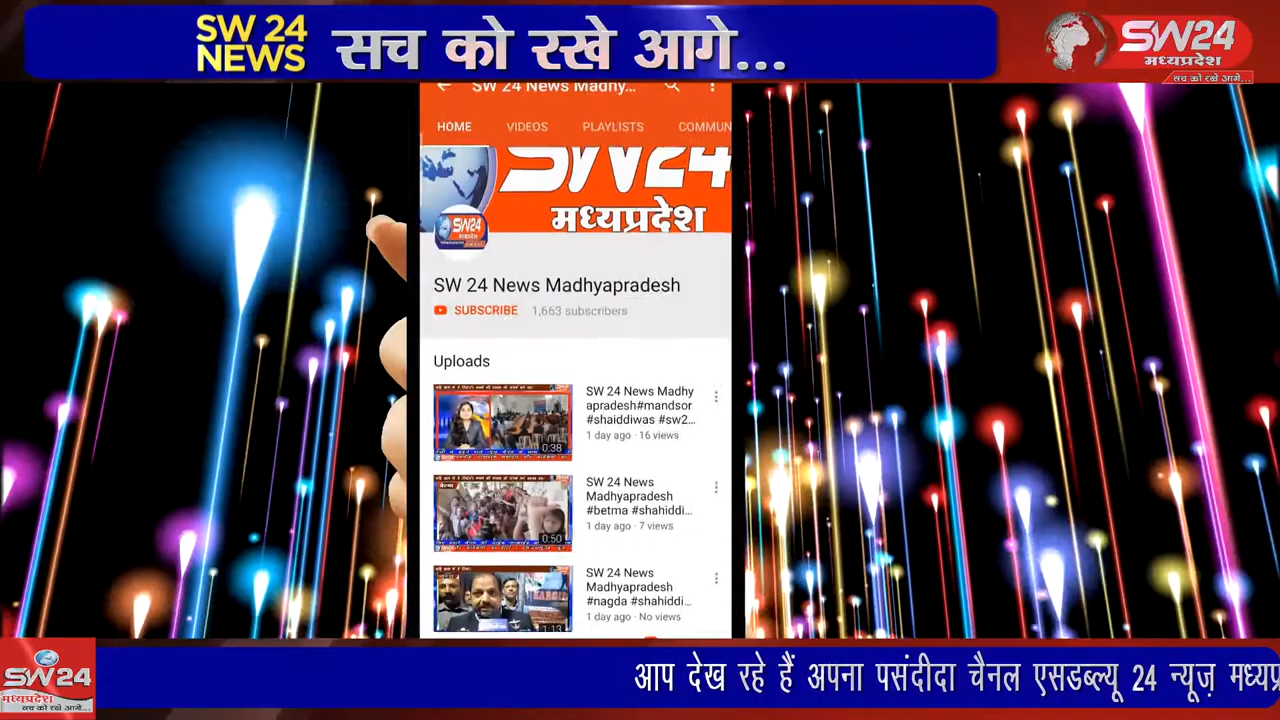 SW 24
NEWS
सच को रखे आगे...
SW24
मध्यप्रदेश
सच को रखे आगे...
SW 24 News Madhy...
HOME VIDEOS PLAYLISTS COMMUN
SW24
मध्यप्रदेश
SW24
SW 24 News Madhyapradesh
SUBSCRIBE 1,663 subscribers
Uploads
SW 24 News Madhy
apradesh#mandsor
#shaiddiwas #sw2...
1 day ago · 16 views
0:38
SW 24 News
Madhyapradesh
#betma #shahiddi...
1 day ago · 7 views
0:50
SW 24 News
Madhyapradesh
#nagda #shahiddi...
1 day ago · No views
1:13
SW24
मध्यप्रदेश
सच को रखे आगे...
आप देख रहे हैं अपना पसंदीदा चैनल एसडब्ल्यू 24 न्यूज़ मध्यप्र